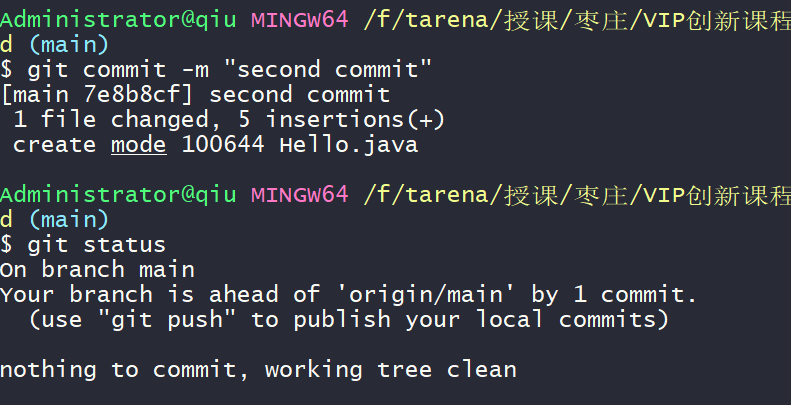 Administrator@qiu MINGW64 /f/tarena/授课/枣庄/VIP创新课程
d (main)
$ git commit -m "second commit"
[main 7e8b8cf] second commit
 1 file changed, 5 insertions(+)
 create mode 100644 Hello.java
Administrator@qiu MINGW64 /f/tarena/授课/枣庄/VIP创新课程
d (main)
$ git status
On branch main
Your branch is ahead of 'origin/main' by 1 commit.
  (use "git push" to publish your local commits)
nothing to commit, working tree clean